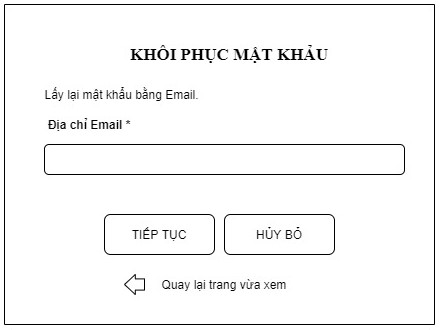 KHÔI PHỤC MẬT KHẨU
Lấy lại mật khẩu bằng Email.
Địa chỉ Email *
TIẾP TỤC
HỦY BỎ
Quay lại trang vừa xem